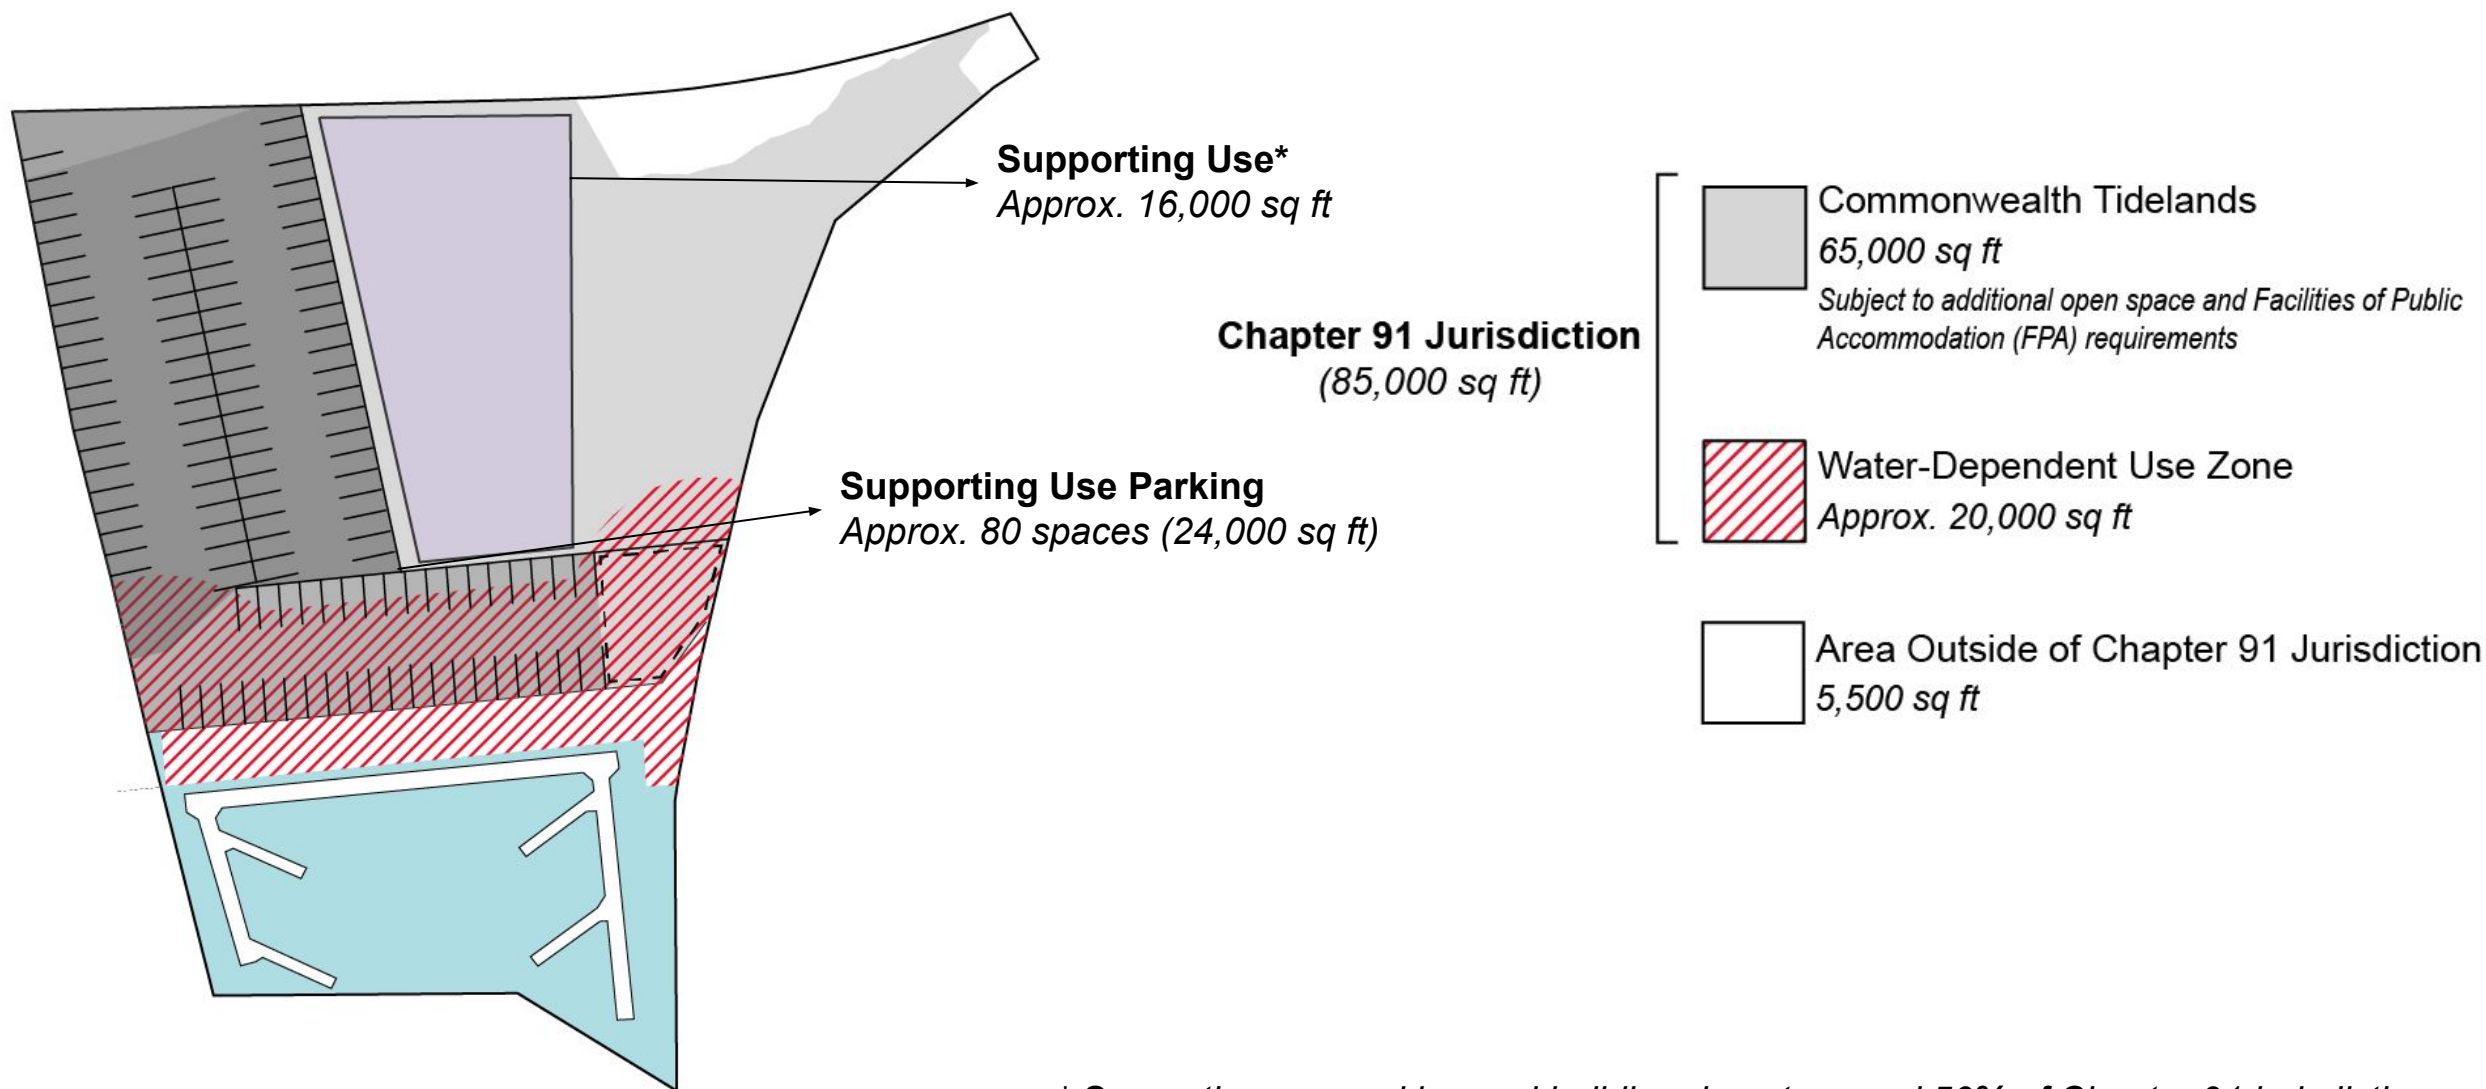 Supporting Use*
Approx. 16,000 sq ft
Supporting Use Parking
Approx. 80 spaces (24,000 sq ft)
Chapter 91 Jurisdiction
(85,000 sq ft)
Commonwealth Tidelands
65,000 sq ft
Subject to additional open space and Facilities of Public
Accommodation (FPA) requirements
Water-Dependent Use Zone
Approx. 20,000 sq ft
Area Outside of Chapter 91 Jurisdiction
5,500 sq ft